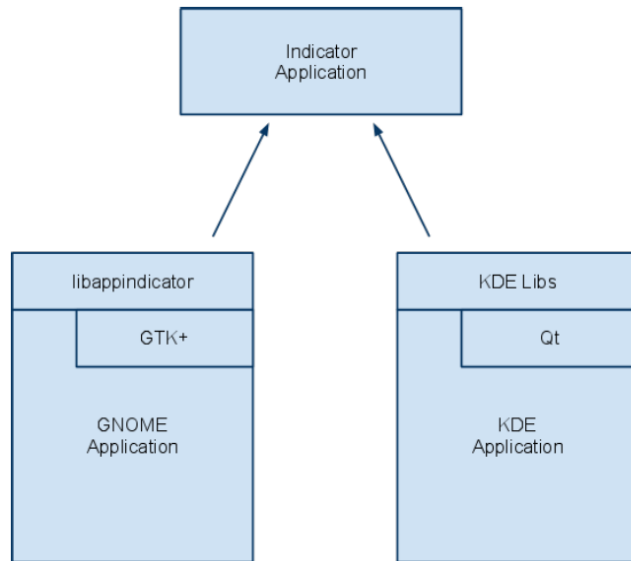 Indicator
Application
libappindicator
KDE Libs
GTK+
Qt
GNOME
Application
KDE
Application